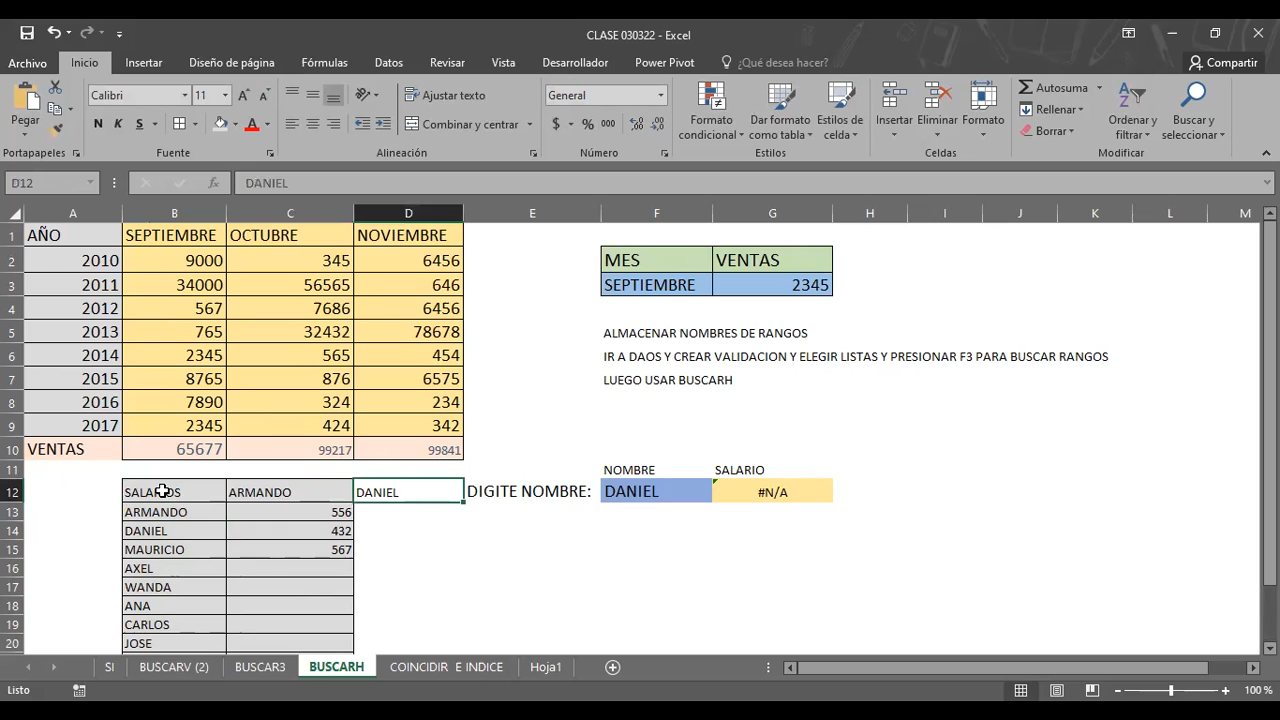 CLASE 030322 - Excel
Archivo Inicio Insertar Diseño de página Fórmulas Datos Revisar Vista Desarrollador Power Pivot ¿Qué desea hacer? Compartir
Pegar
Calibri 11
N K S
Ajustar texto
Combinar y centrar
General
$ % 000
Formato condicional
Dar formato como tabla
Estilos de celda
Insertar Eliminar Formato
Autosuma
Rellenar
Borrar
Ordenar y filtrar
Buscar y seleccionar
Portapapeles Fuente Alineación Número Estilos Celdas Modificar
D12 fx DANIEL
A B C D E F G H I J K L M
1 AÑO SEPTIEMBRE OCTUBRE NOVIEMBRE
2 2010 9000 345 6456 MES VENTAS
3 2011 34000 56565 646 SEPTIEMBRE 2345
4 2012 567 7686 6456
5 2013 765 32432 78678 ALMACENAR NOMBRES DE RANGOS
6 2014 2345 565 454 IR A DAOS Y CREAR VALIDACION Y ELEGIR LISTAS Y PRESIONAR F3 PARA BUSCAR RANGOS
7 2015 8765 876 6575 LUEGO USAR BUSCARH
8 2016 7890 324 234
9 2017 2345 424 342
10 VENTAS 65677 99217 99841
11 NOMBRE SALARIO
12 SALARIOS ARMANDO DANIEL DIGITE NOMBRE: DANIEL #N/A
13 ARMANDO 556
14 DANIEL 432
15 MAURICIO 567
16 AXEL
17 WANDA
18 ANA
19 CARLOS
20 JOSE
SI BUSCARV (2) BUSCAR3 BUSCARH COINCIDIR E INDICE Hoja1
Listo 100 %